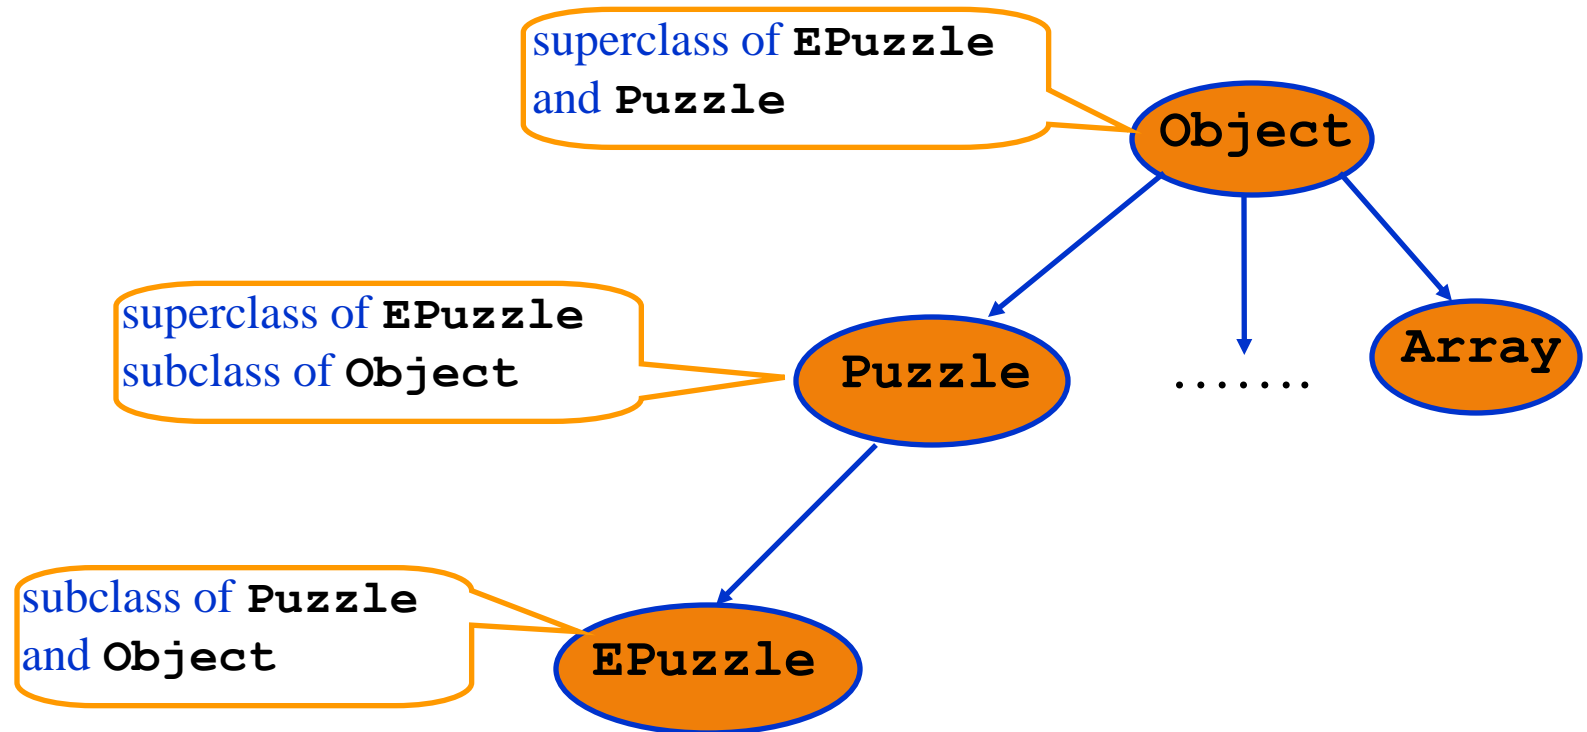 superclass of EPuzzle
and Puzzle
Object
superclass of EPuzzle
subclass of Object
Puzzle
.......
Array
subclass of Puzzle
and Object
EPuzzle